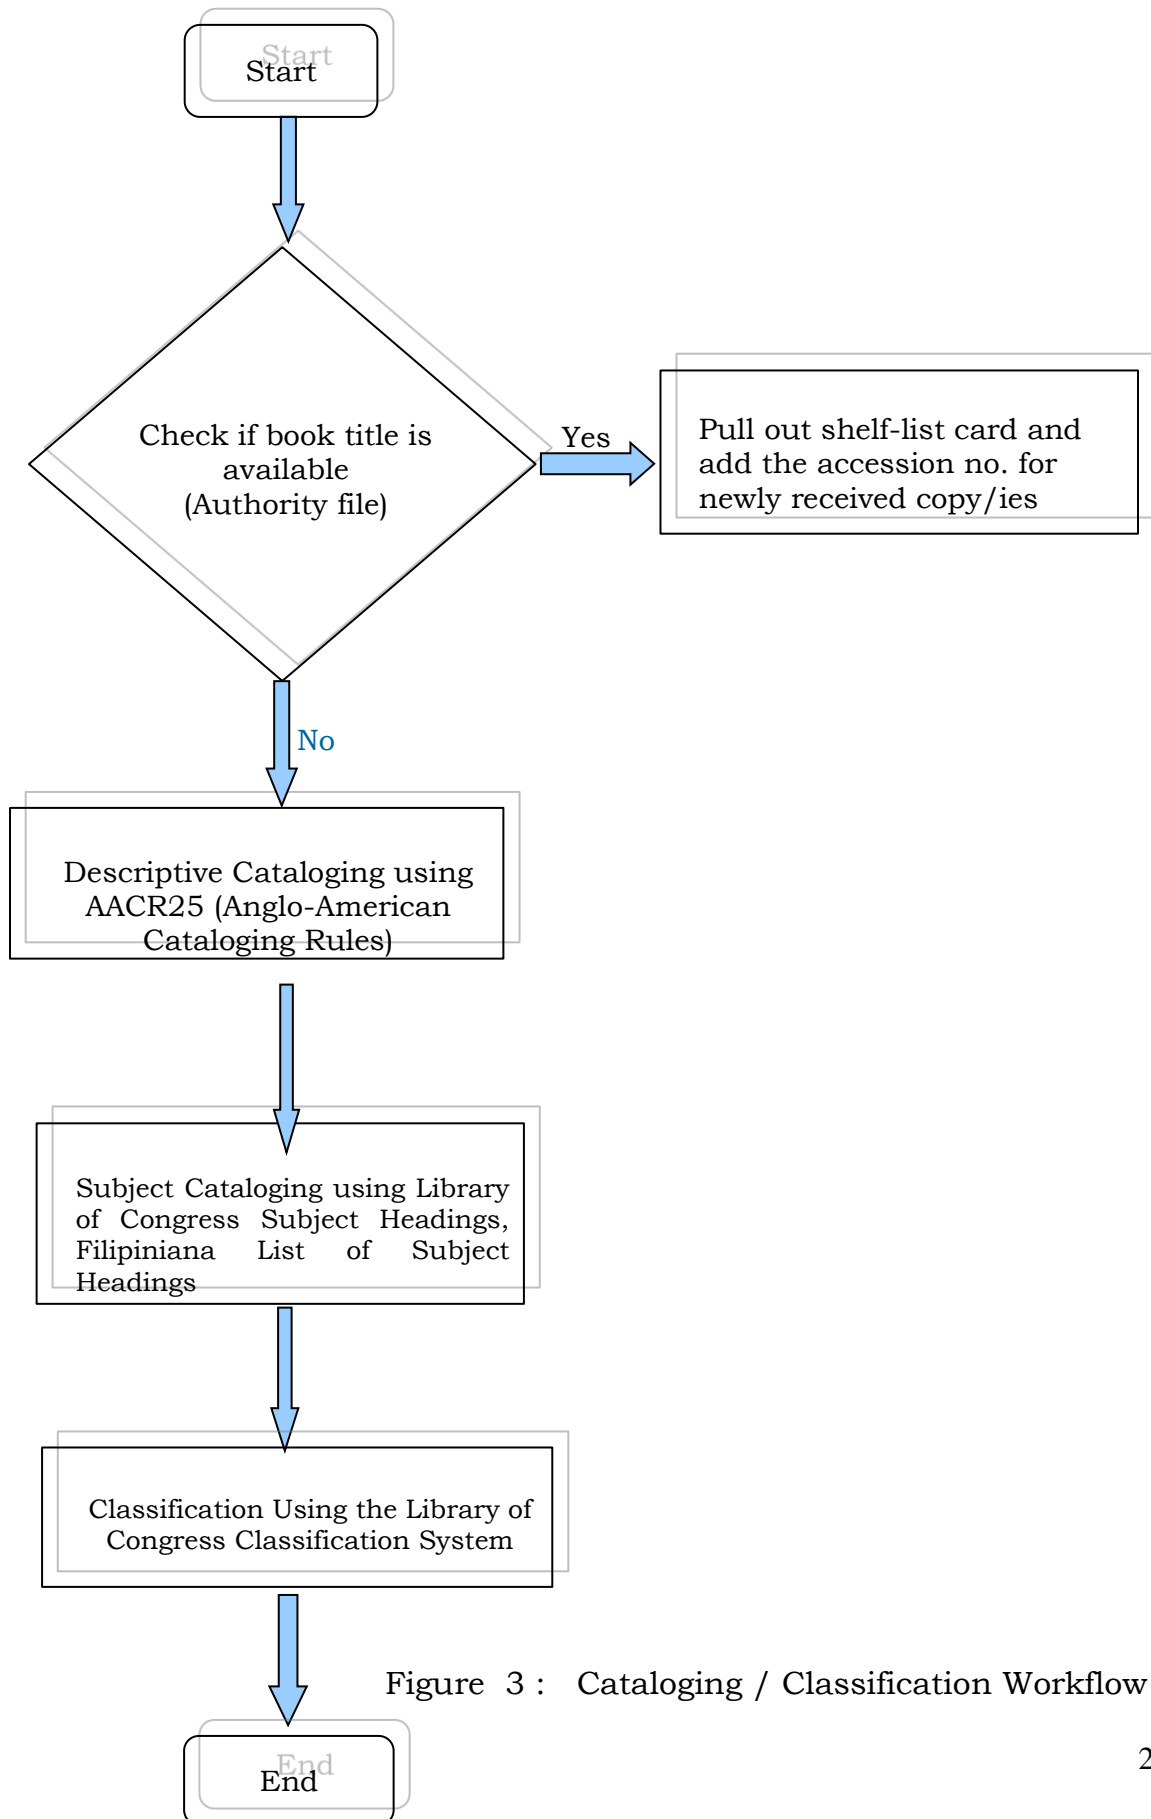 Start
Start
Check if book title is
available
(Authority file)
Yes
Pull out shelf-list card and
add the accession no. for
newly received copy/ies
No
Descriptive Cataloging using
AACR25 (Anglo-American
Cataloging Rules)
Subject Cataloging using Library
of Congress Subject Headings,
Filipiniana List of Subject
Headings
Classification Using the Library of
Congress Classification System
Figure 3 : Cataloging / Classification Workflow
End
End
2